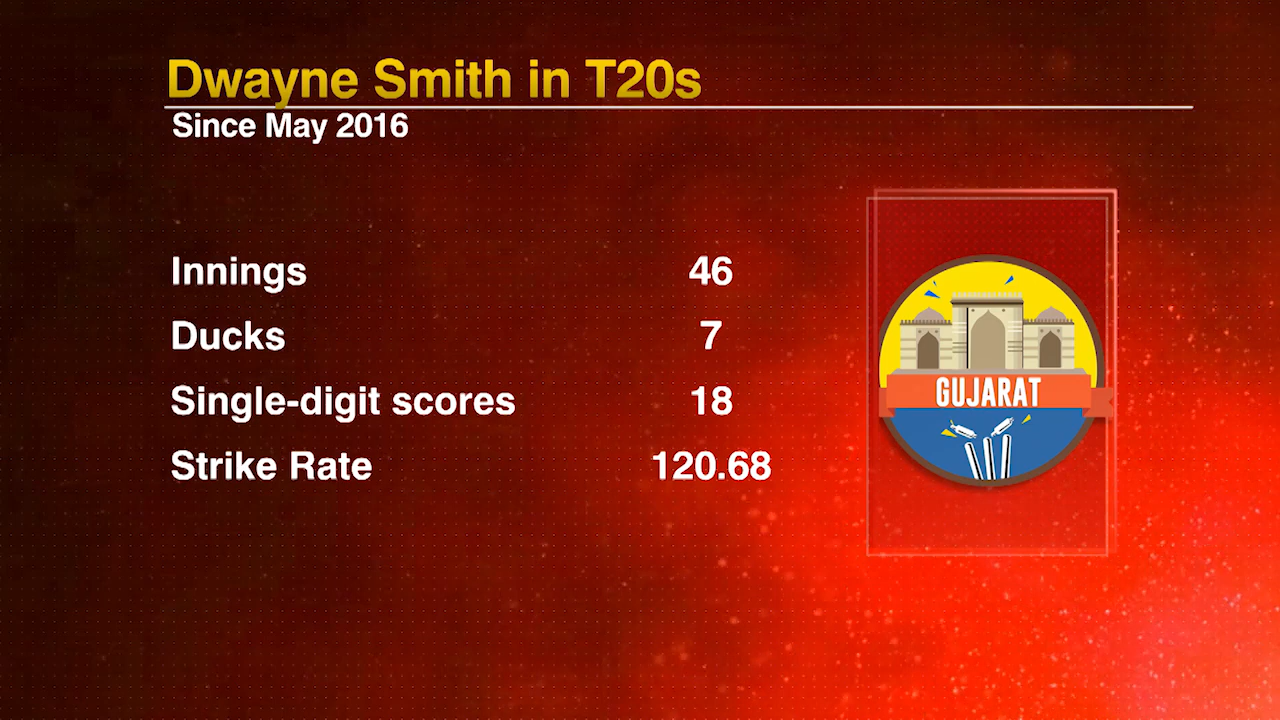 Dwayne Smith in T20s
Since May 2016
Innings 46
Ducks 7
Single-digit scores 18
Strike Rate 120.68
GUJARAT